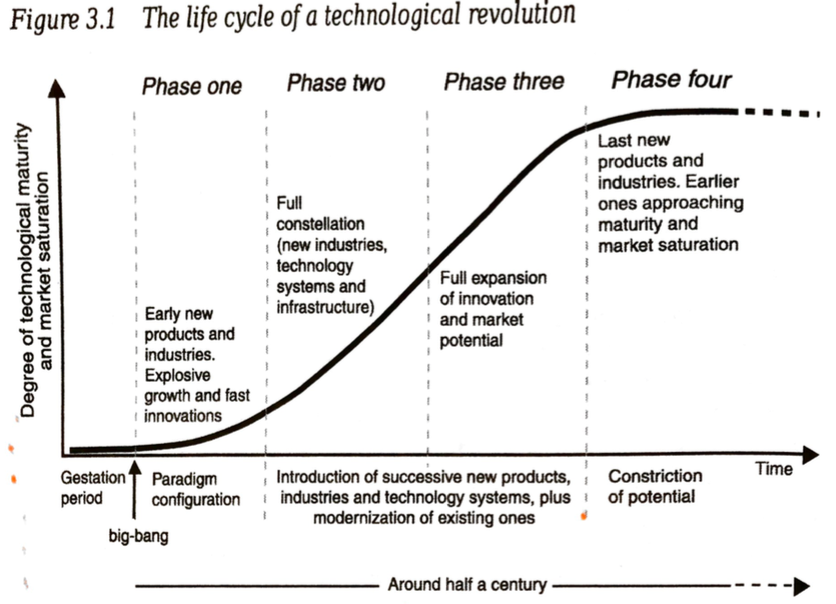 Figure 3.1 The life cycle of a technological revolution
Phase one
Phase two
Phase three
Phase four
Degree of technological maturity
and market saturation
Early new
products and
industries.
Explosive
growth and fast
innovations
Full
constellation
(new industries,
technology
systems and
infrastructure)
Full expansion
of innovation
and market
potential
Last new
products and
industries. Earlier
ones approaching
maturity and
market saturation
Time
Gestation
period
big-bang
Paradigm
configuration
Introduction of successive new products,
industries and technology systems, plus
modernization of existing ones
Constriction
of potential
Around half a century